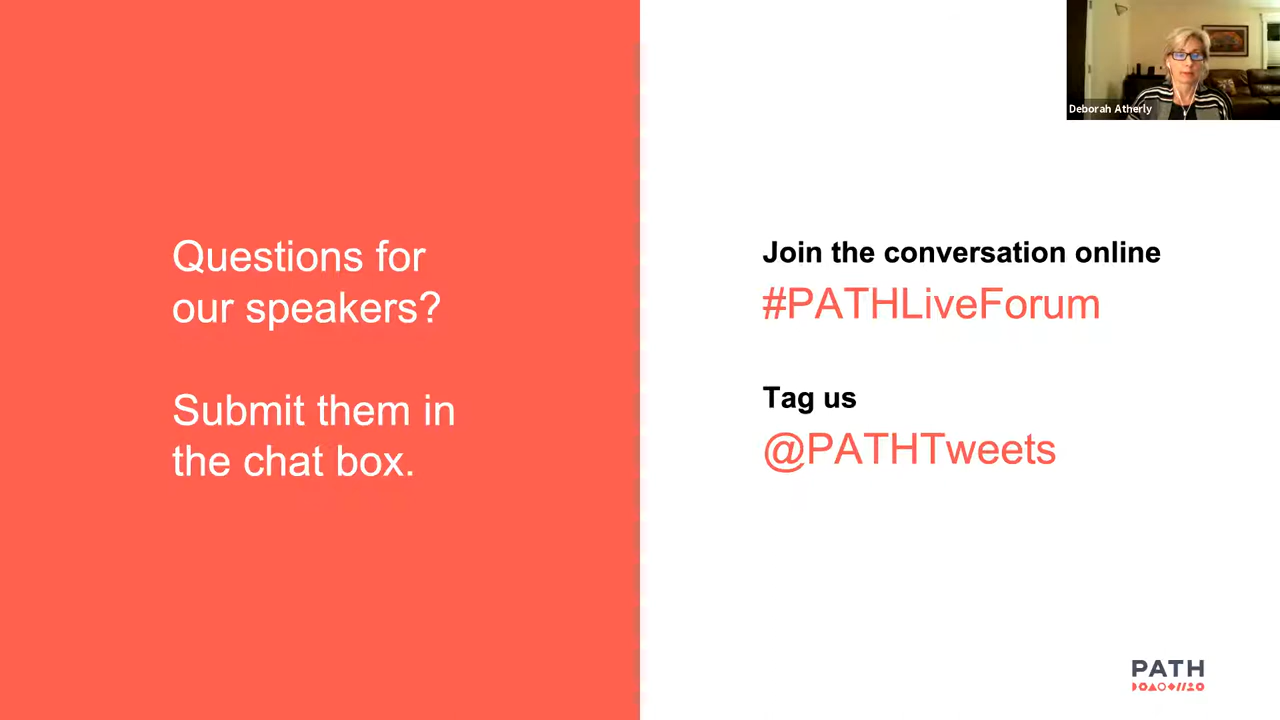 Questions for
our speakers?
Submit them in
the chat box.
Deborah Atherly
Join the conversation online
#PATHLiveForum
Tag us
@PATHTweets
PATH